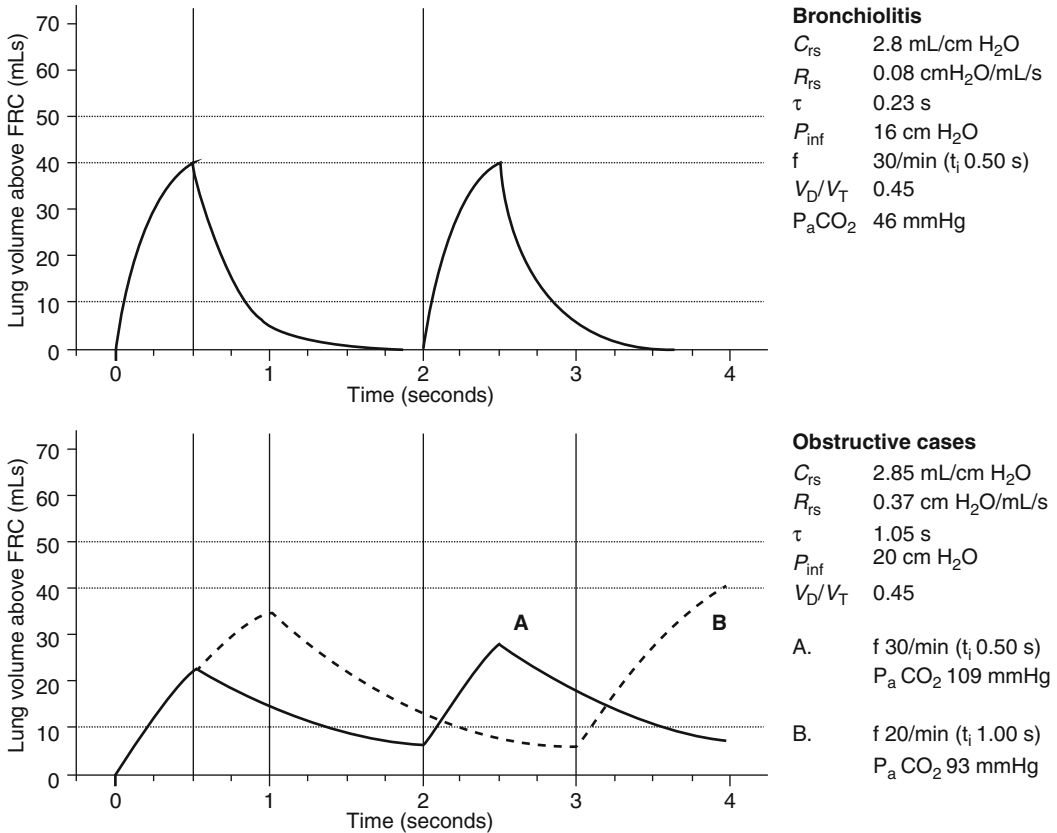 Lung volume above FRC (mLs)
70
60
50
40
30
20
10
0
0
1
2
3
4
Time (seconds)
Bronchiolitis
Crs 2.8 mL/cm H2O
Rrs 0.08 cmH2O/mL/s
τ 0.23 s
Pinf 16 cm H2O
f 30/min (ti 0.50 s)
VD/VT 0.45
PaCO2 46 mmHg
Lung volume above FRC (mLs)
70
60
50
40
30
20
10
0
A
B
0
1
2
3
4
Time (seconds)
Obstructive cases
Crs 2.85 mL/cm H2O
Rrs 0.37 cm H2O/mL/s
τ 1.05 s
Pinf 20 cm H2O
VD/VT 0.45
A. f 30/min (ti 0.50 s)
Pa CO2 109 mmHg
B. f 20/min (ti 1.00 s)
Pa CO2 93 mmHg